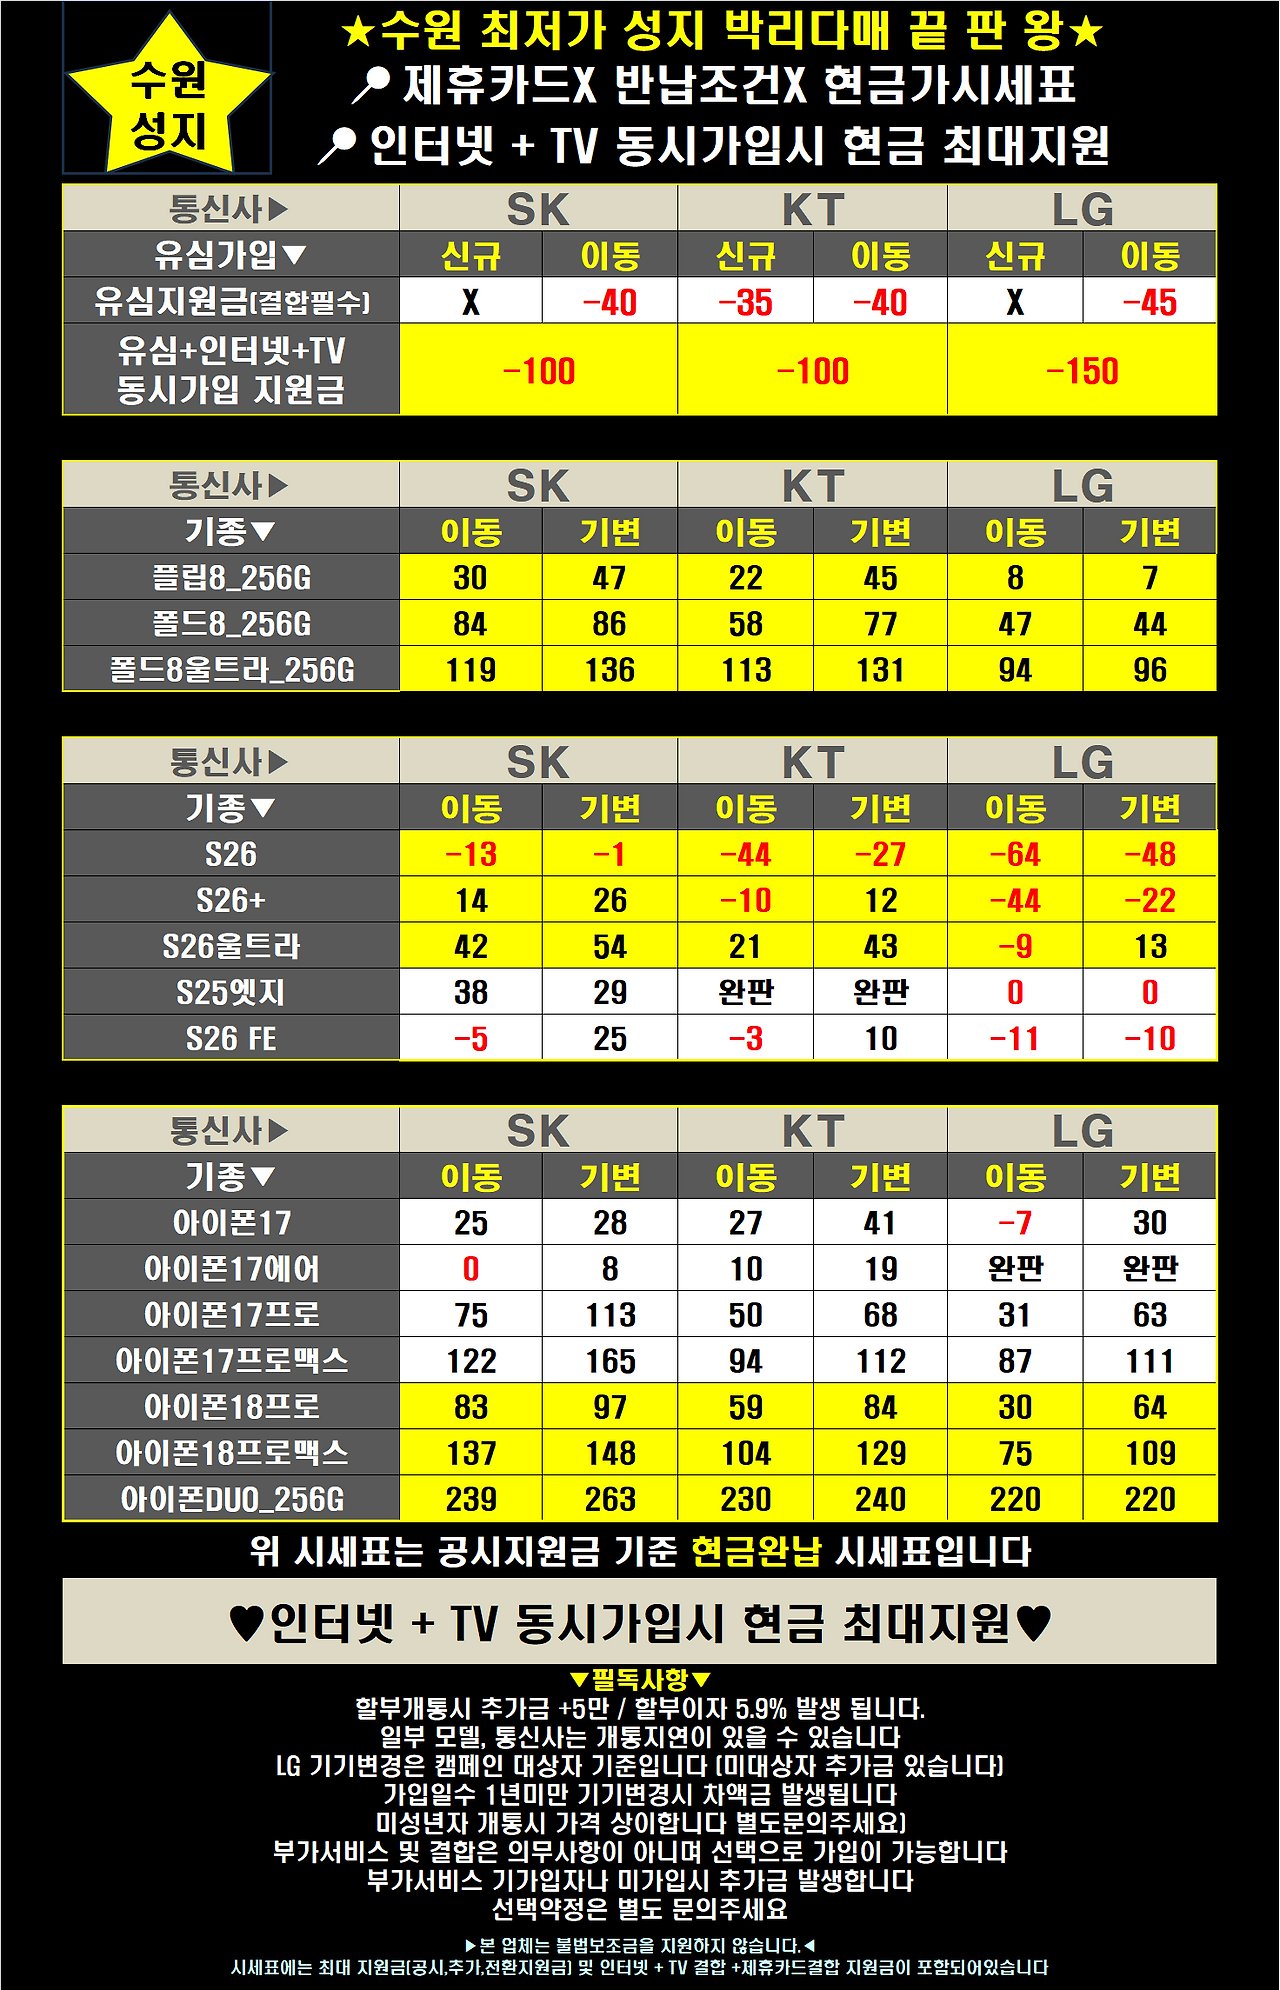 수원
성지
★수원 최저가 성지 박리다매 끝 판 왕★
제휴카드X 반납조건X 현금가시세표
인터넷 + TV 동시가입시 현금 최대지원
통신사▶ SK KT LG
유심가입▼ 신규 이동 신규 이동 신규 이동
유심지원금(결합필수) X -40 -35 -40 X -45
유심+인터넷+TV
동시가입 지원금 -100 -100 -150
통신사▶ SK KT LG
기종▼ 이동 기변 이동 기변 이동 기변
플립8_256G 30 47 22 45 8 7
폴드8_256G 84 86 58 77 47 44
폴드8울트라_256G 119 136 113 131 94 96
통신사▶ SK KT LG
기종▼ 이동 기변 이동 기변 이동 기변
S26 -13 -1 -44 -27 -64 -48
S26+ 14 26 -10 12 -44 -22
S26울트라 42 54 21 43 -9 13
S25엣지 38 29 완판 완판 0 0
S26 FE -5 25 -3 10 -11 -10
통신사▶ SK KT LG
기종▼ 이동 기변 이동 기변 이동 기변
아이폰17 25 28 27 41 -7 30
아이폰17에어 0 8 10 19 완판 완판
아이폰17프로 75 113 50 68 31 63
아이폰17프로맥스 122 165 94 112 87 111
아이폰18프로 83 97 59 84 30 64
아이폰18프로맥스 137 148 104 129 75 109
아이폰DUO_256G 239 263 230 240 220 220
위 시세표는 공시지원금 기준 현금완납 시세표입니다
♥인터넷 + TV 동시가입시 현금 최대지원♥
▼필독사항▼
할부개통시 추가금 +5만 / 할부이자 5.9% 발생 됩니다.
일부 모델, 통신사는 개통지연이 있을 수 있습니다
LG 기기변경은 캠페인 대상자 기준입니다 (미대상자 추가금 있습니다)
가입일수 1년미만 기기변경시 차액금 발생됩니다
미성년자 개통시 가격 상이합니다 별도문의주세요)
부가서비스 및 결합은 의무사항이 아니며 선택으로 가입이 가능합니다
부가서비스 기가입자나 미가입시 추가금 발생합니다
선택약정은 별도 문의주세요
▶본 업체는 불법보조금을 지원하지 않습니다.◀
시세표에는 최대 지원금(공시,추가,전환지원금) 및 인터넷 + TV 결합 +제휴카드결합 지원금이 포함되어있습니다